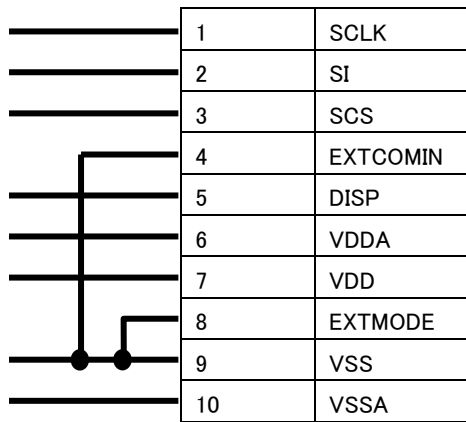 1 SCLK
2 SI
3 SCS
4 EXTCOMIN
5 DISP
6 VDDA
7 VDD
8 EXTMODE
9 VSS
10 VSSA